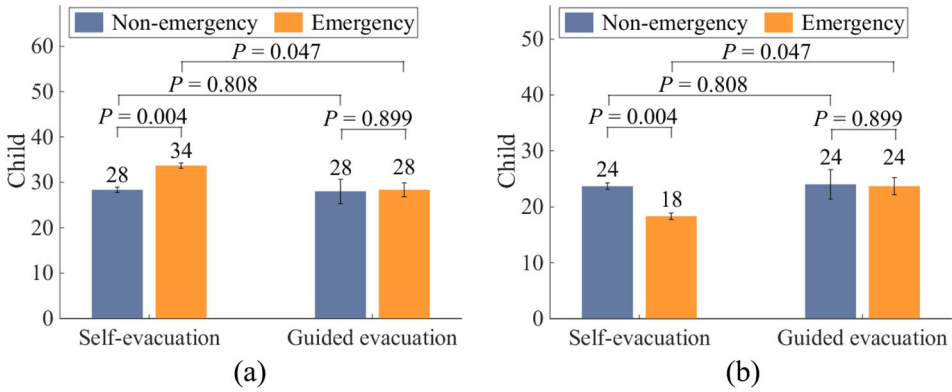 Non-emergency Emergency
60
50
40
30
20
10
0
Child
P = 0.047
P = 0.808
P = 0.004
P = 0.899
28
34
28
28
Self-evacuation Guided evacuation
(a)
Non-emergency Emergency
50
40
30
20
10
0
Child
P = 0.047
P = 0.808
P = 0.004
P = 0.899
24
18
24
24
Self-evacuation Guided evacuation
(b)